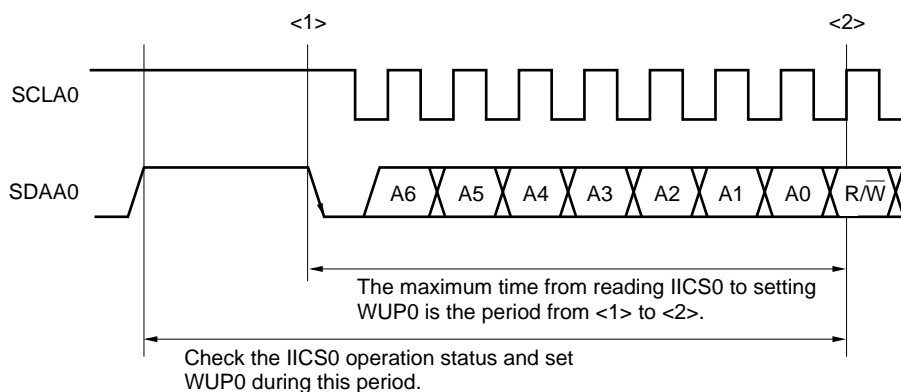 <1> <2>
SCLA0
SDAA0 A6 A5 A4 A3 A2 A1 A0 R/W̅
The maximum time from reading IICS0 to setting
WUP0 is the period from <1> to <2>.
Check the IICS0 operation status and set
WUP0 during this period.